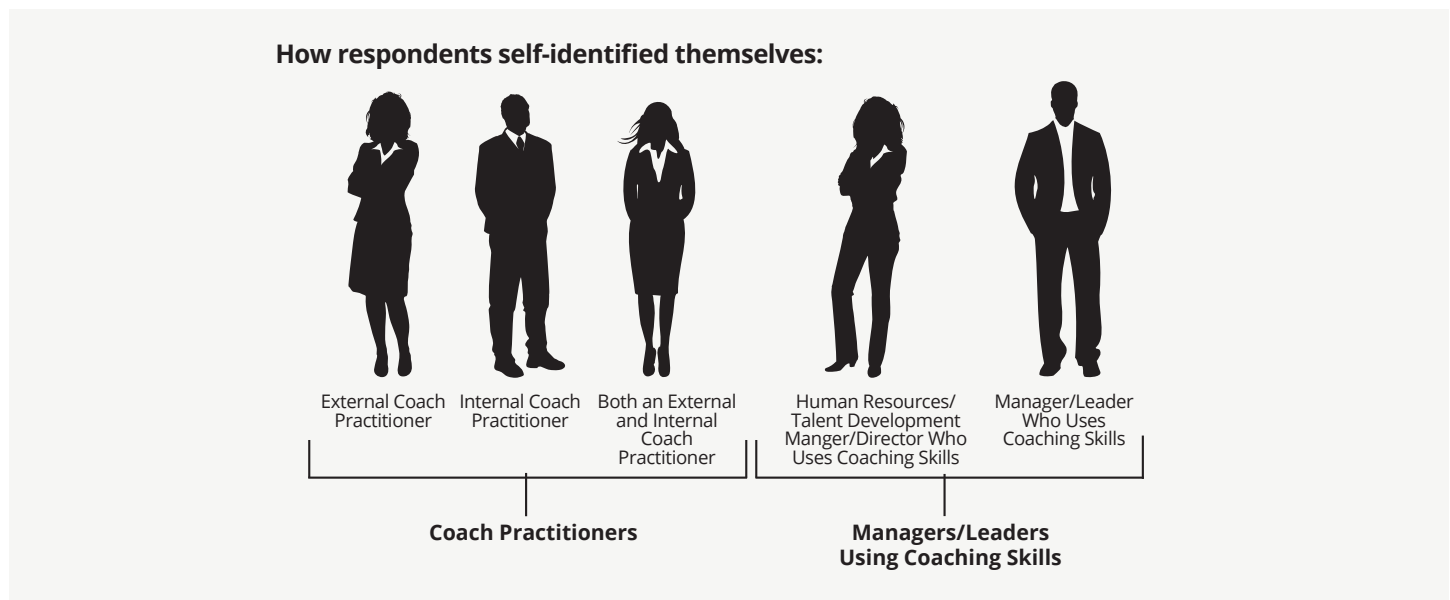 How respondents self-identified themselves:
External Coach
Practitioner
Internal Coach
Practitioner
Both an External
and Internal
Coach
Practitioner
Human Resources/
Talent Development
Manger/Director Who
Uses Coaching Skills
Manager/Leader
Who Uses
Coaching Skills
Coach Practitioners
Managers/Leaders
Using Coaching Skills